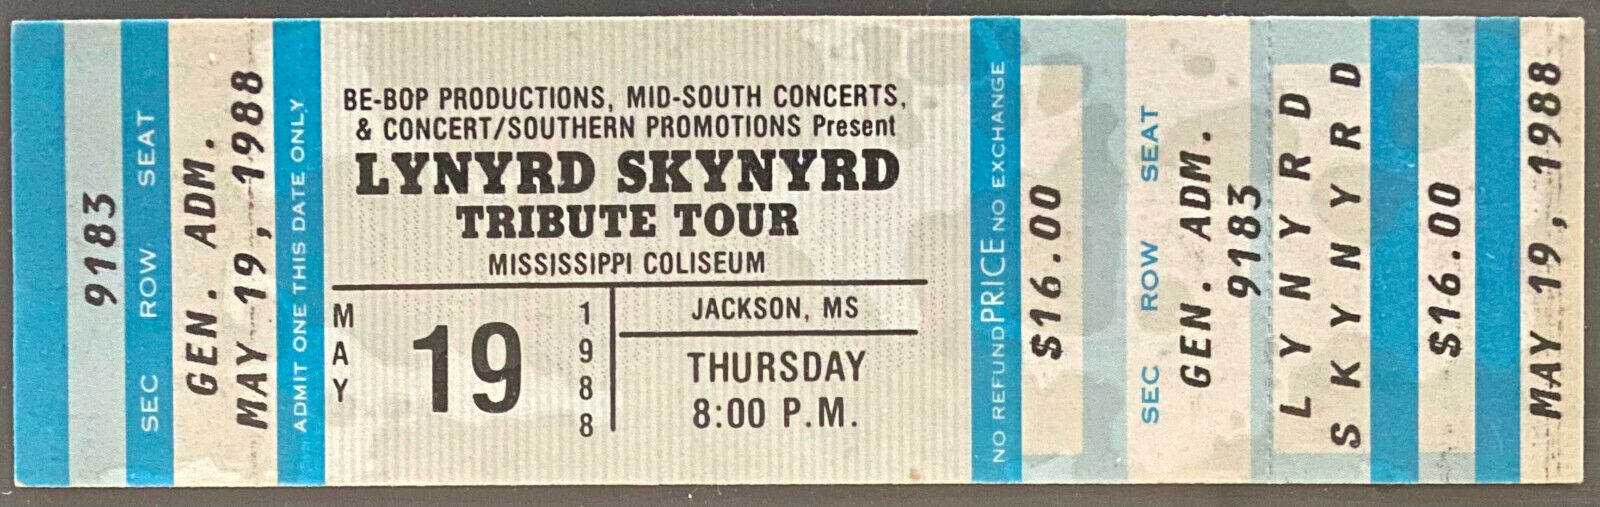 9183
SEC ROW SEAT
GEN. ADM.
MAY 19, 1988
ADMIT ONE THIS DATE ONLY
BE-BOP PRODUCTIONS, MID-SOUTH CONCERTS,
& CONCERT/SOUTHERN PROMOTIONS Present
LYNYRD SKYNYRD
TRIBUTE TOUR
MISSISSIPPI COLISEUM
MAY
19
1988
JACKSON, MS
THURSDAY
8:00 P.M.
NO REFUND PRICE NO EXCHANGE
$16.00
SEC ROW SEAT
GEN. ADM.
9183
LYNYRD
SKYNYRD
$16.00
MAY 19, 1988